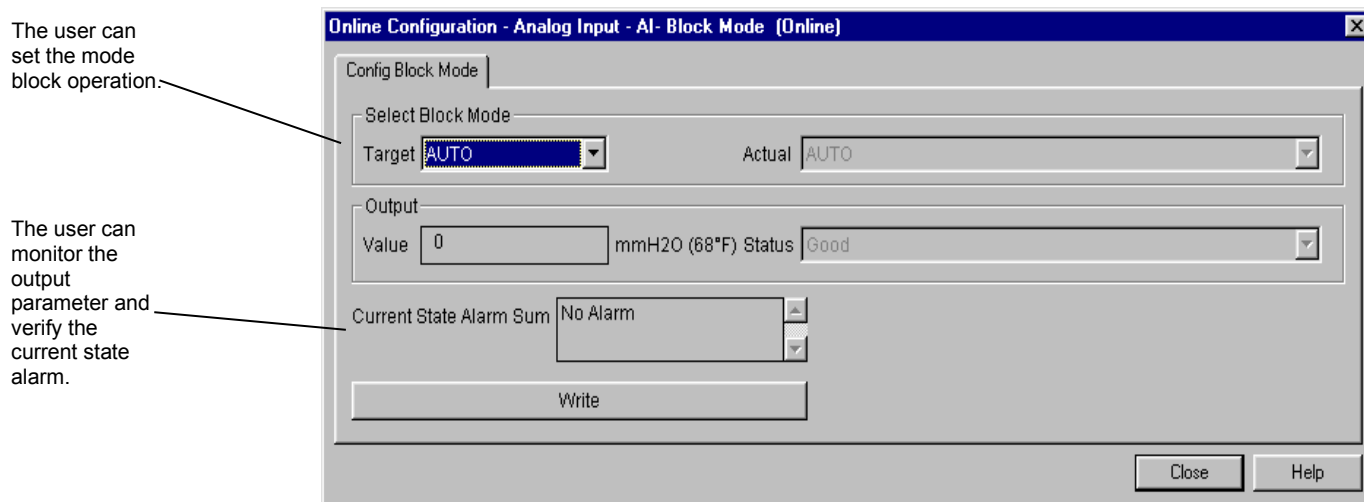 The user can
set the mode
block operation.
The user can
monitor the
output
parameter and
verify the
current state
alarm.
Online Configuration - Analog Input - AI- Block Mode (Online)
Config Block Mode
Select Block Mode
Target AUTO Actual AUTO
Output
Value 0 mmH2O (68°F) Status Good
Current State Alarm Sum No Alarm
Write
Close Help